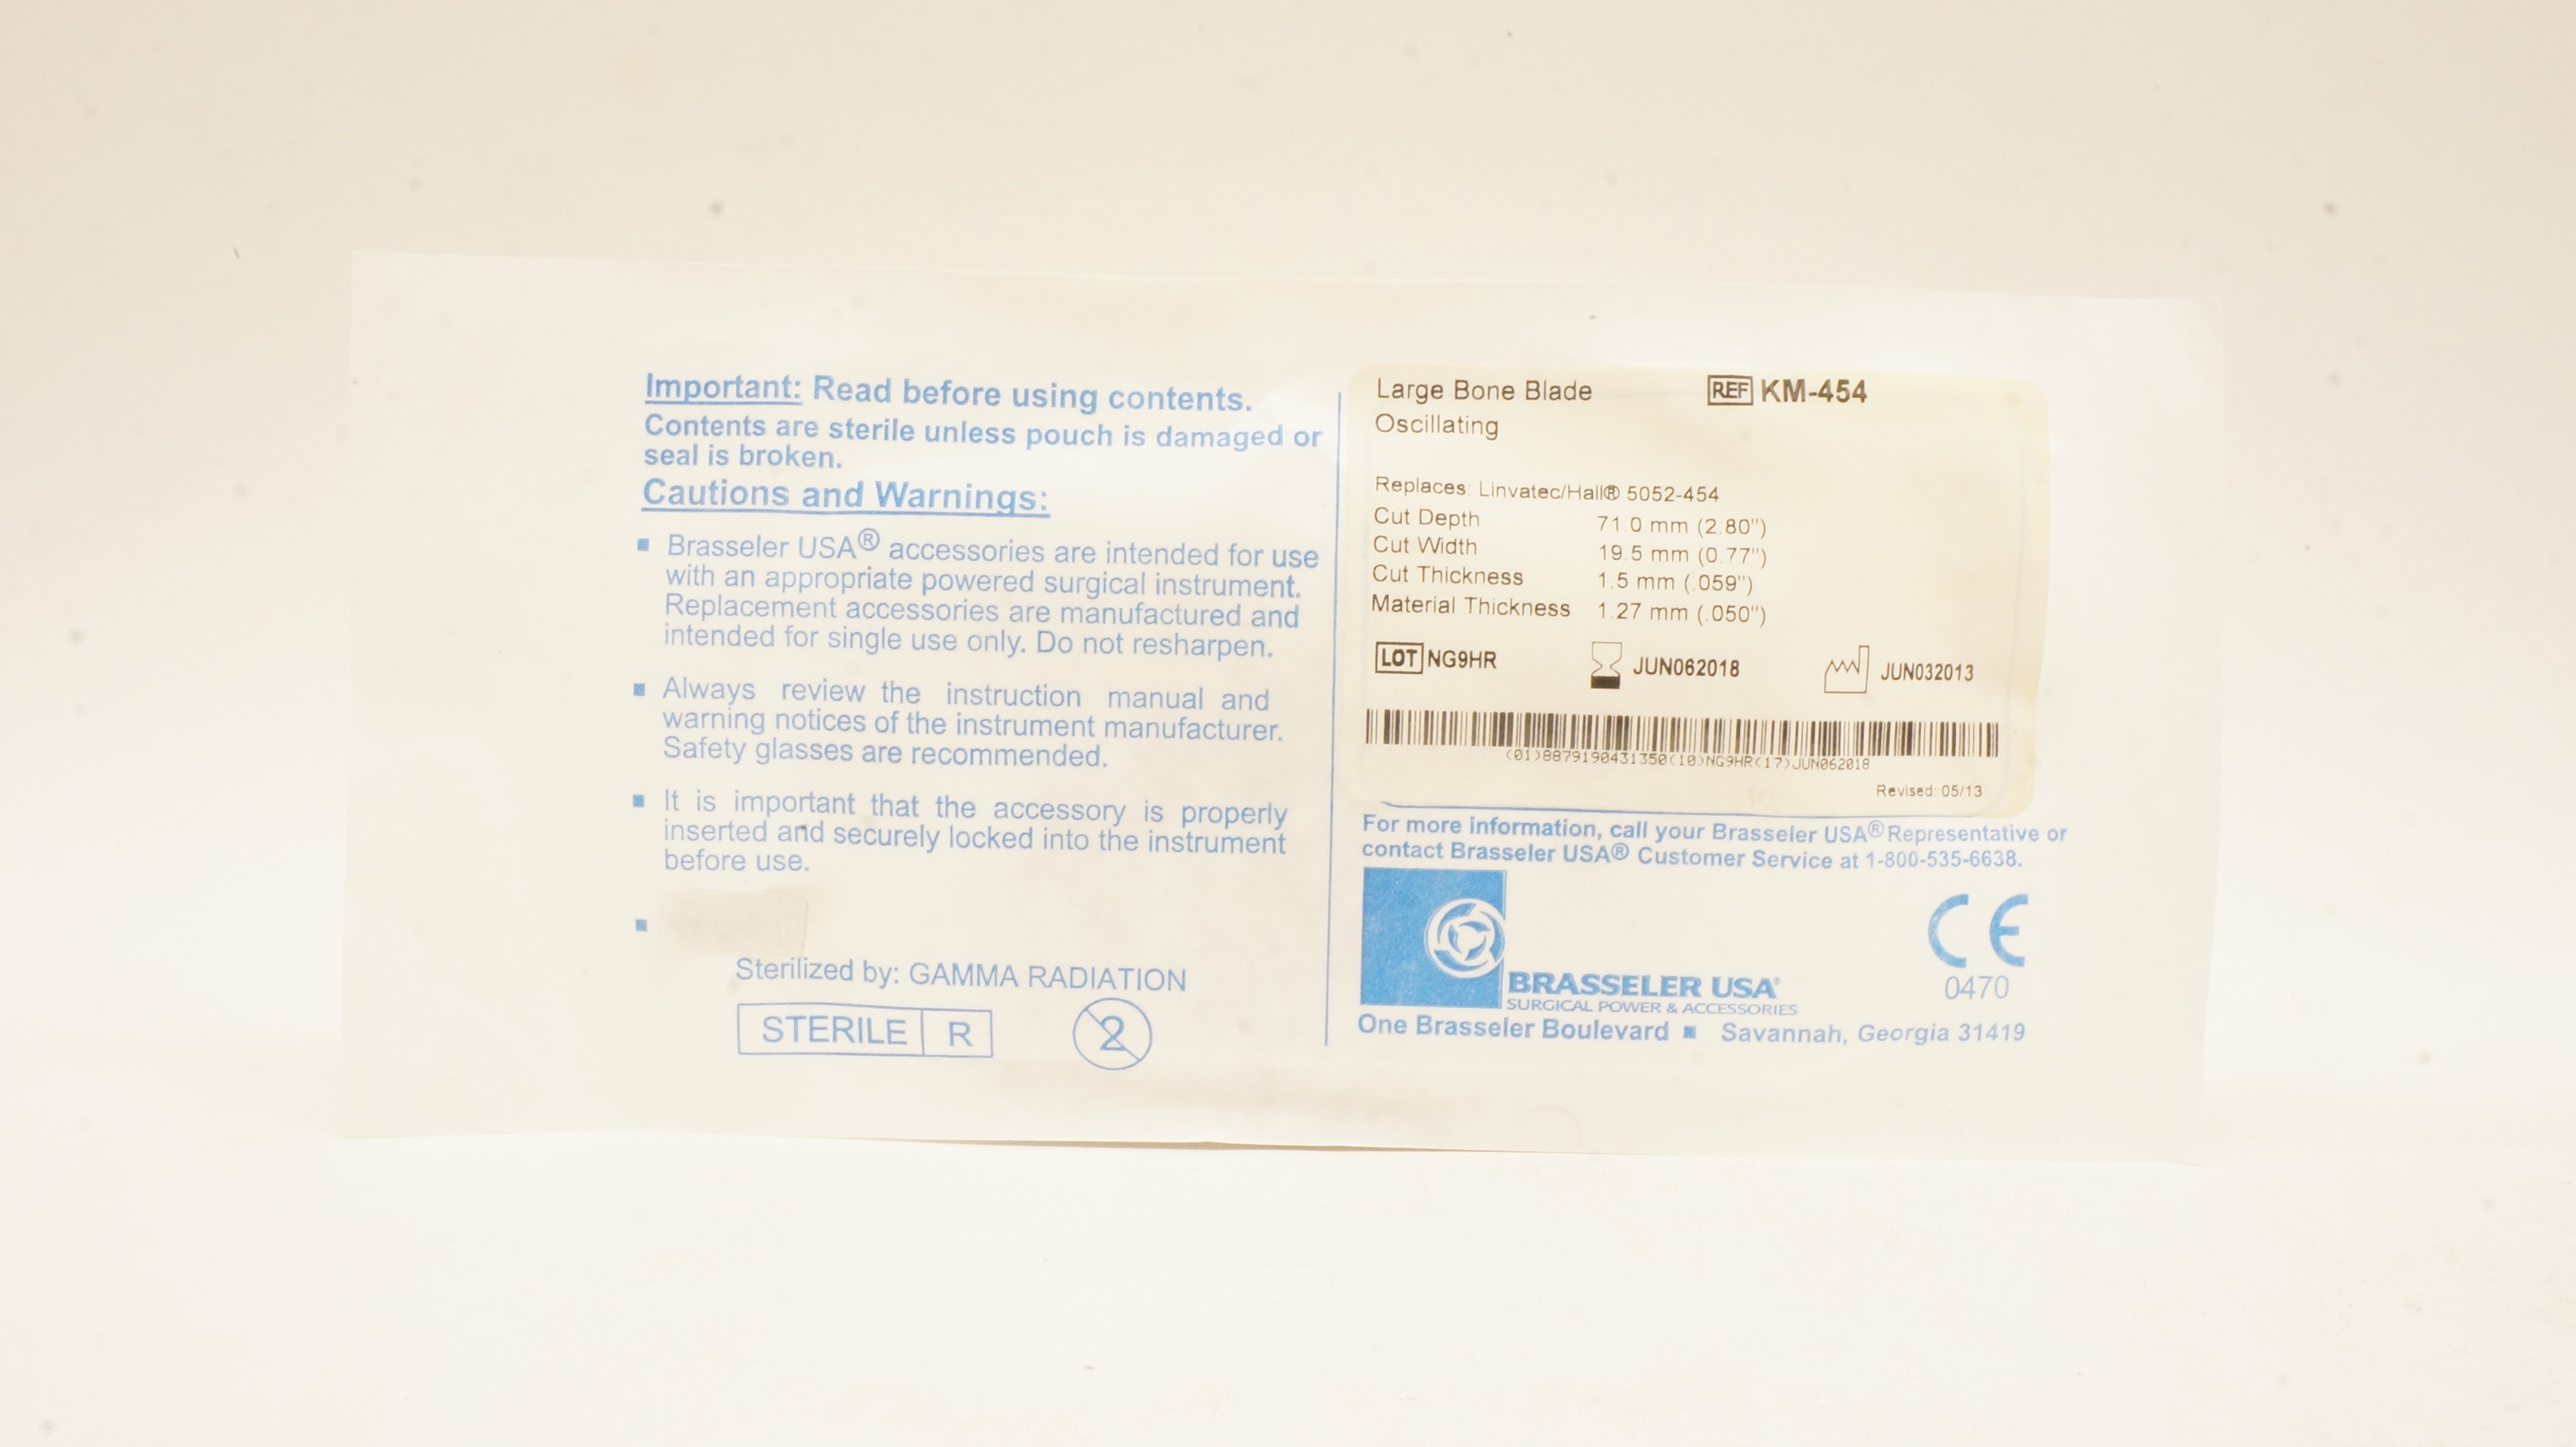 Important: Read before using contents.
Contents are sterile unless pouch is damaged or
seal is broken.
Cautions and Warnings:
▪ Brasseler USA® accessories are intended for use
with an appropriate powered surgical instrument.
Replacement accessories are manufactured and
intended for single use only. Do not resharpen.
▪ Always review the instruction manual and
warning notices of the instrument manufacturer.
Safety glasses are recommended.
▪ It is important that the accessory is properly
inserted and securely locked into the instrument
before use.
▪
Sterilized by: GAMMA RADIATION
STERILE R 2
Large Bone Blade REF KM-454
Oscillating
Replaces: Linvatec/Hall® 5052-454
Cut Depth 71.0 mm (2.80")
Cut Width 19.5 mm (0.77")
Cut Thickness 1.5 mm (.059")
Material Thickness 1.27 mm (.050")
LOT NG9HR JUN062018 JUN032013
(01)8879190431350(10)NG9HR(17)JUN062018
Revised: 05/13
For more information, call your Brasseler USA® Representative or
contact Brasseler USA® Customer Service at 1-800-535-6638.
CE
0470
BRASSELER USA®
SURGICAL POWER & ACCESSORIES
One Brasseler Boulevard ▪ Savannah, Georgia 31419